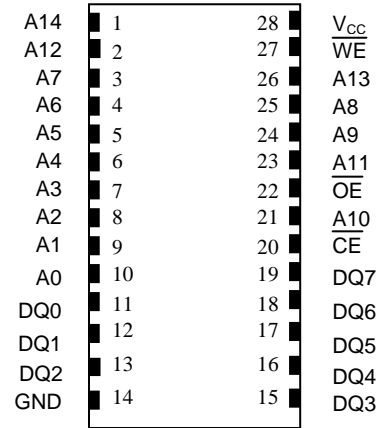 A14 1 28 VCC
A12 2 27 WE
A7 3 26 A13
A6 4 25 A8
A5 5 24 A9
A4 6 23 A11
A3 7 22 OE
A2 8 21 A10
A1 9 20 CE
A0 10 19 DQ7
DQ0 11 18 DQ6
DQ1 12 17 DQ5
DQ2 13 16 DQ4
GND 14 15 DQ3